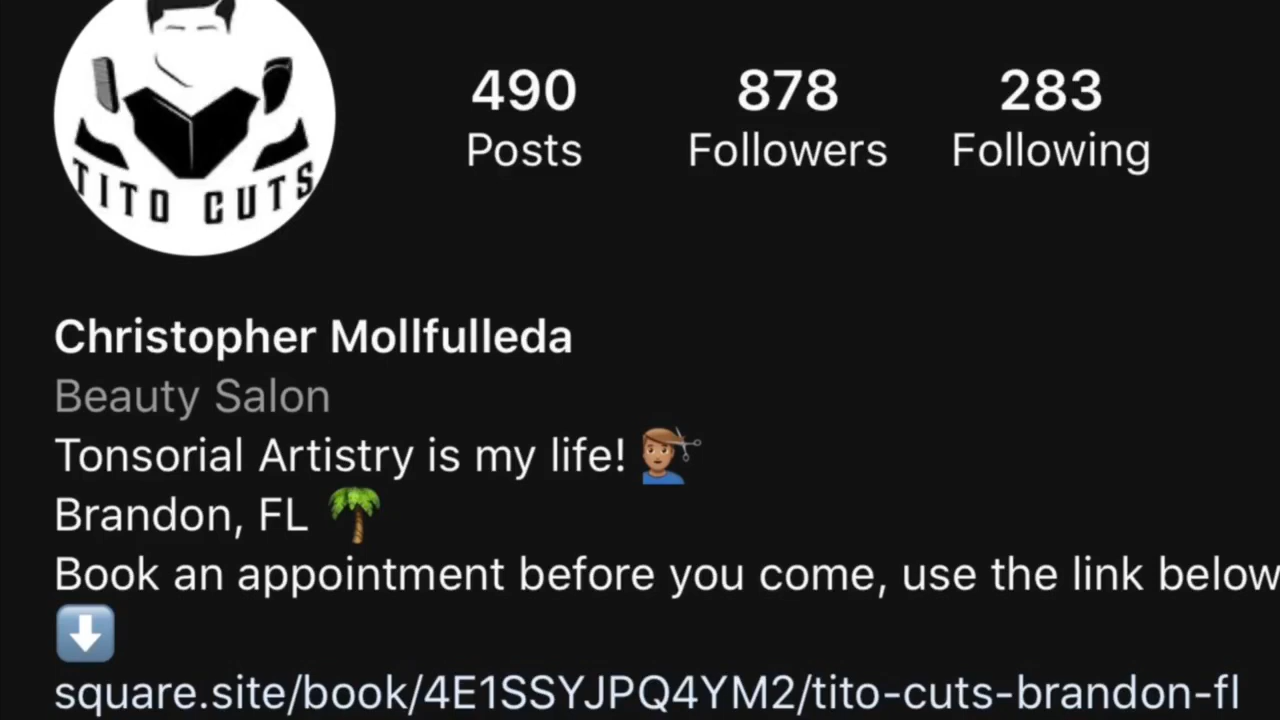 TITO CUTS
490 878 283
Posts Followers Following
Christopher Mollfulleda
Beauty Salon
Tonsorial Artistry is my life! 💇🏽‍♂️
Brandon, FL 🌴
Book an appointment before you come, use the link below
⬇️
square.site/book/4E1SSYJPQ4YM2/tito-cuts-brandon-fl